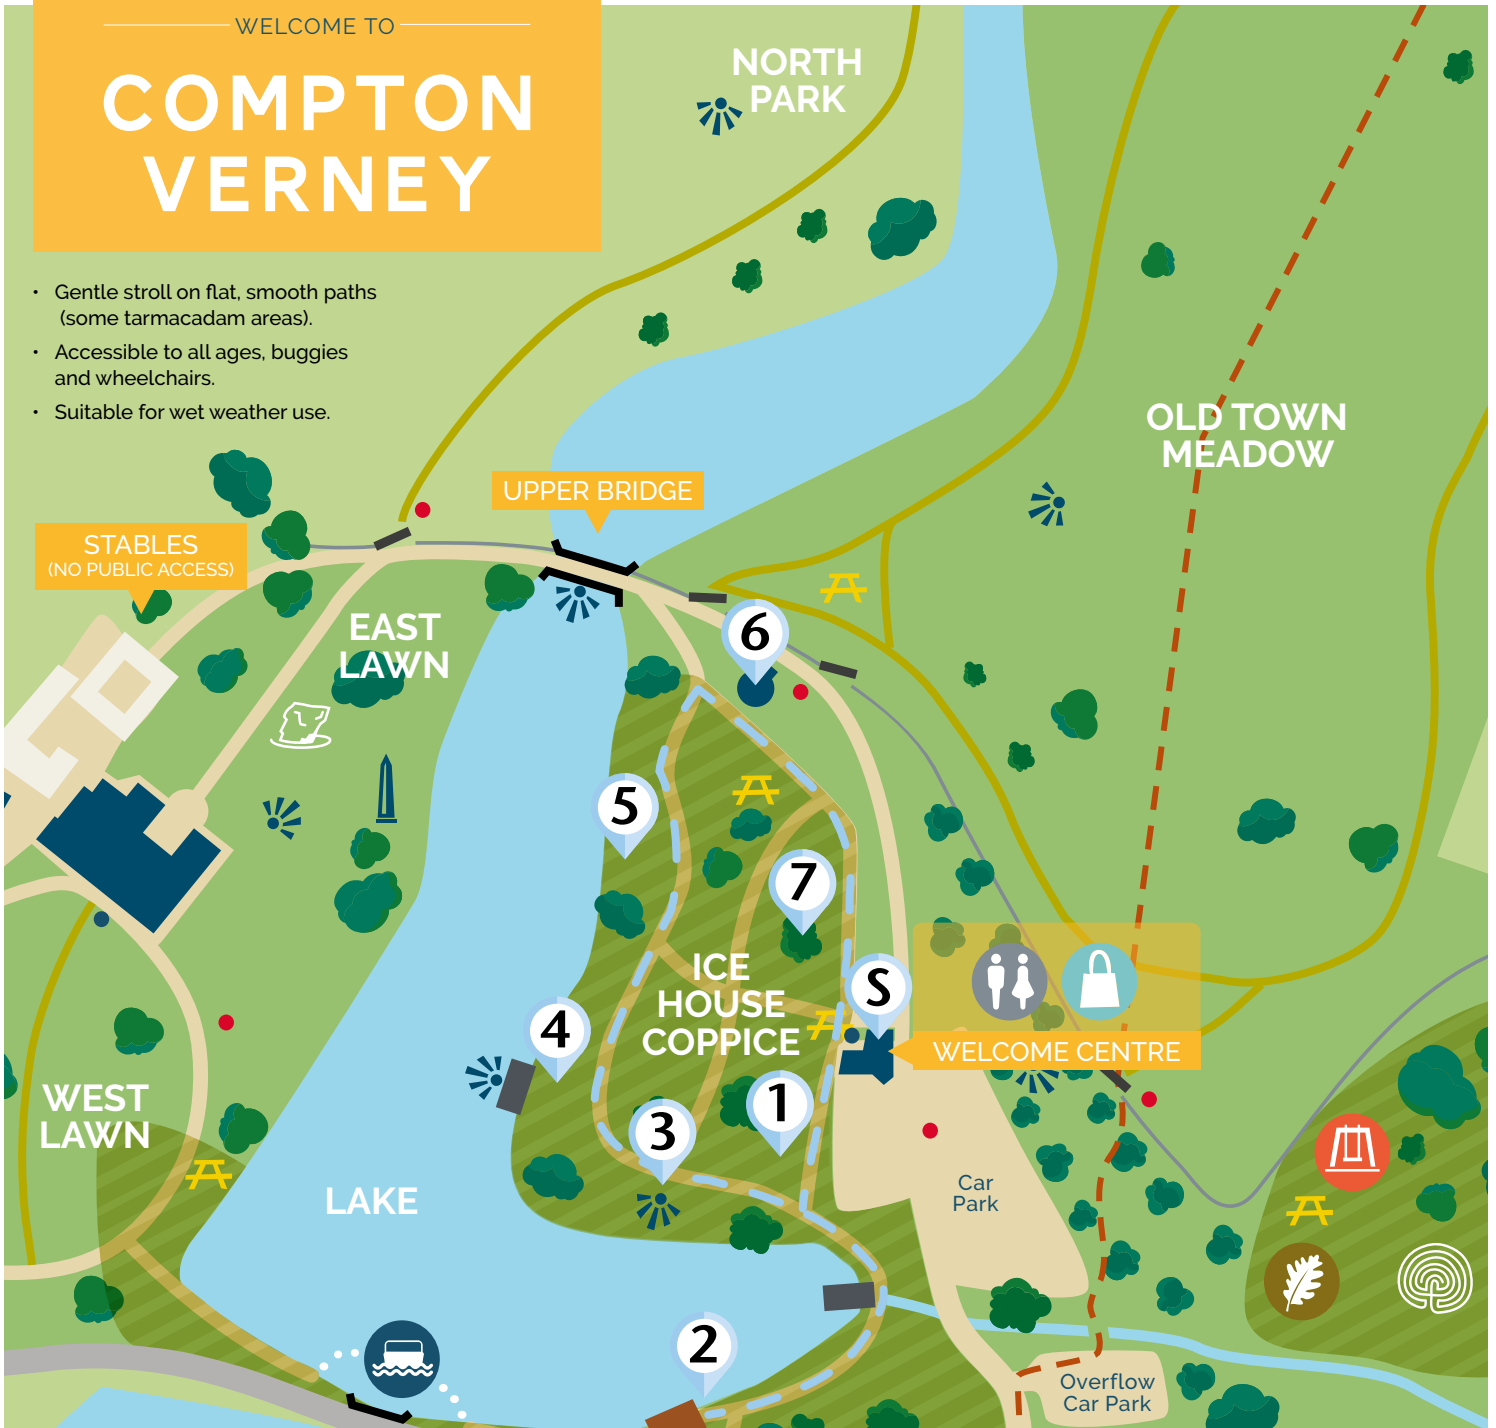 WELCOME TO
COMPTON
VERNEY
• Gentle stroll on flat, smooth paths
(some tarmacadam areas).
• Accessible to all ages, buggies
and wheelchairs.
• Suitable for wet weather use.
NORTH
PARK
OLD TOWN
MEADOW
UPPER BRIDGE
STABLES
(NO PUBLIC ACCESS)
EAST
LAWN
6
5
7
ICE
HOUSE
COPPICE
S
WELCOME CENTRE
4
1
3
WEST
LAWN
LAKE
Car
Park
2
Overflow
Car Park